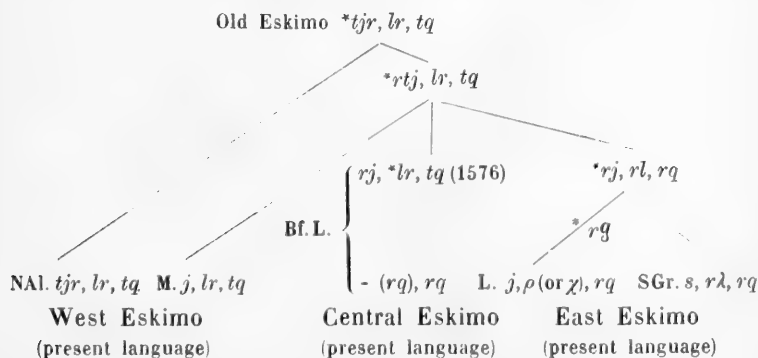 Old Eskimo *tjr, lr, tq
*rtj, lr, tq
rj, *lr, tq (1576) *rj, rl, rq
Bf. L.
* rg
NAl. tjr, lr, tq M. j, lr, tq - (rq), rq L. j, ρ (or χ), rq SGr. s, rλ, rq
West Eskimo Central Eskimo East Eskimo
(present language) (present language) (present language)